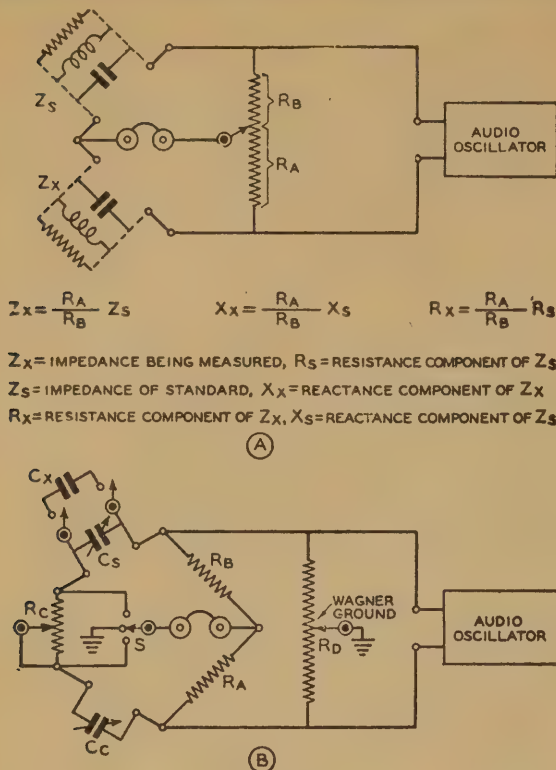 ZS
RB
RA
AUDIO
OSCILLATOR
ZX
ZX = RA/RB ZS
XX = RA/RB XS
RX = RA/RB RS
ZX = IMPEDANCE BEING MEASURED, RS = RESISTANCE COMPONENT OF ZS
ZS = IMPEDANCE OF STANDARD, XX = REACTANCE COMPONENT OF ZX
RX = RESISTANCE COMPONENT OF ZX, XS = REACTANCE COMPONENT OF ZS
A
CX
CS
RB
RC
S
WAGNER
GROUND
RD
AUDIO
OSCILLATOR
RA
CC
B